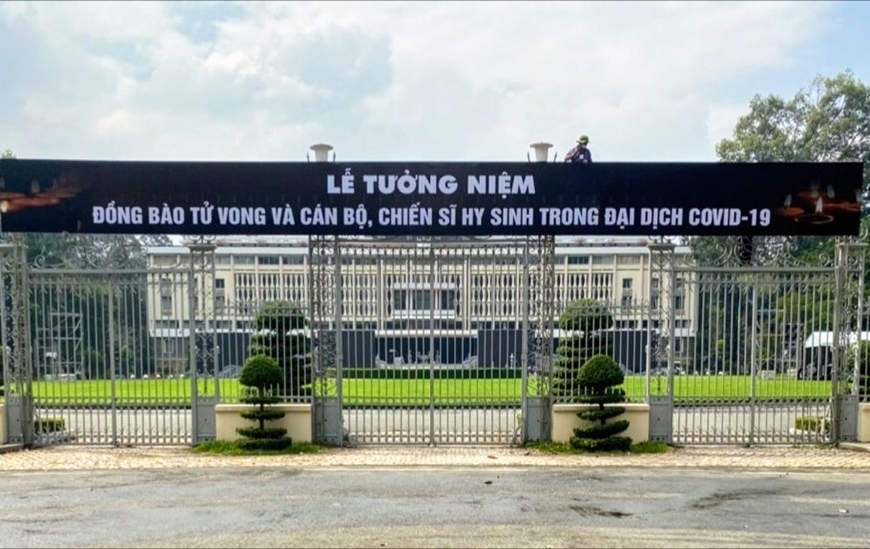 LỄ TƯỞNG NIỆM
ĐỒNG BÀO TỬ VONG VÀ CÁN BỘ, CHIẾN SĨ HY SINH TRONG ĐẠI DỊCH COVID-19